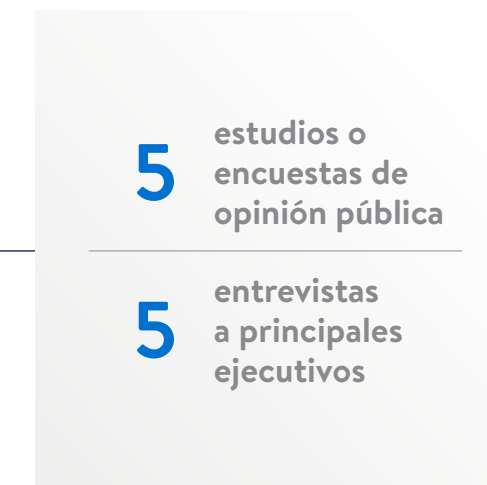 5
estudios o
encuestas de
opinión pública
5
entrevistas
a principales
ejecutivos